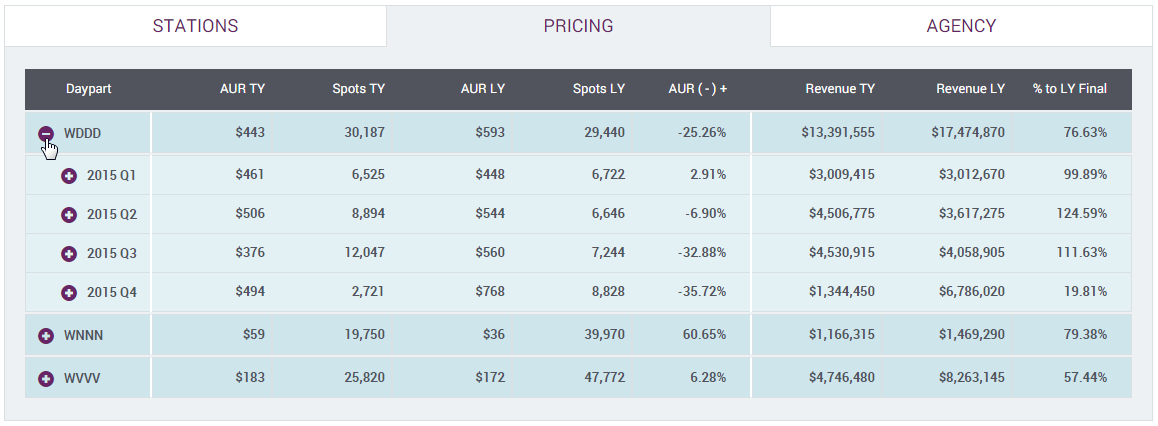 STATIONS PRICING AGENCY
Daypart AUR TY Spots TY AUR LY Spots LY AUR ( - ) + Revenue TY Revenue LY % to LY Final
WDDD $443 30,187 $593 29,440 -25.26% $13,391,555 $17,474,870 76.63%
2015 Q1 $461 6,525 $448 6,722 2.91% $3,009,415 $3,012,670 99.89%
2015 Q2 $506 8,894 $544 6,646 -6.90% $4,506,775 $3,617,275 124.59%
2015 Q3 $376 12,047 $560 7,244 -32.88% $4,530,915 $4,058,905 111.63%
2015 Q4 $494 2,721 $768 8,828 -35.72% $1,344,450 $6,786,020 19.81%
WNNN $59 19,750 $36 39,970 60.65% $1,166,315 $1,469,290 79.38%
WVVV $183 25,820 $172 47,772 6.28% $4,746,480 $8,263,145 57.44%